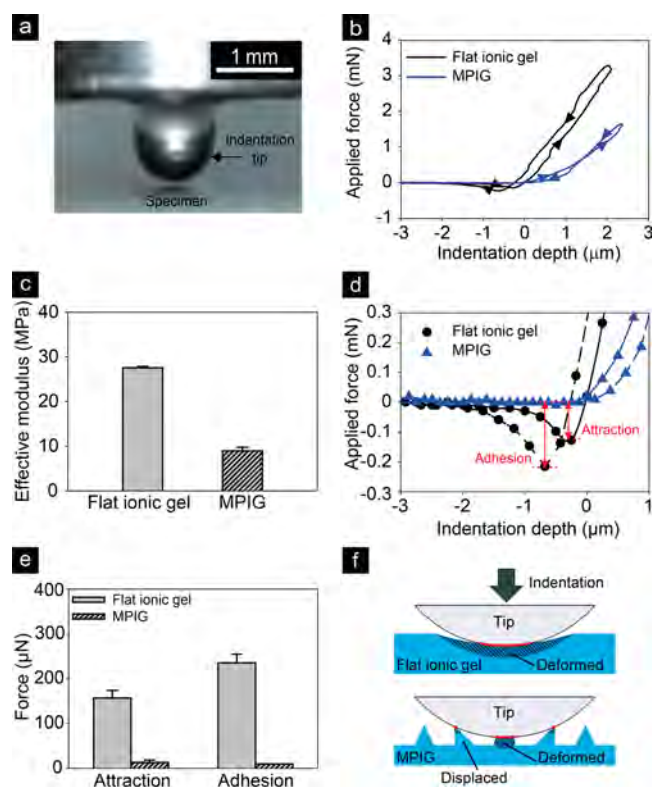 a
1 mm
Indentation
tip
Specimen
b
Flat ionic gel
MPIG
Applied force (mN)
4
3
2
1
0
-1
-3 -2 -1 0 1 2 3
Indentation depth (μm)
c
Effective modulus (MPa)
40
30
20
10
0
Flat ionic gel MPIG
d
Flat ionic gel
MPIG
Applied force (mN)
0.3
0.2
0.1
0
-0.1
-0.2
-0.3
Attraction
Adhesion
-3 -2 -1 0 1
Indentation depth (μm)
e
Flat ionic gel
MPIG
Force (μN)
400
300
200
100
0
Attraction Adhesion
f
Indentation
Tip
Flat ionic gel Deformed
Tip
MPIG Deformed
Displaced